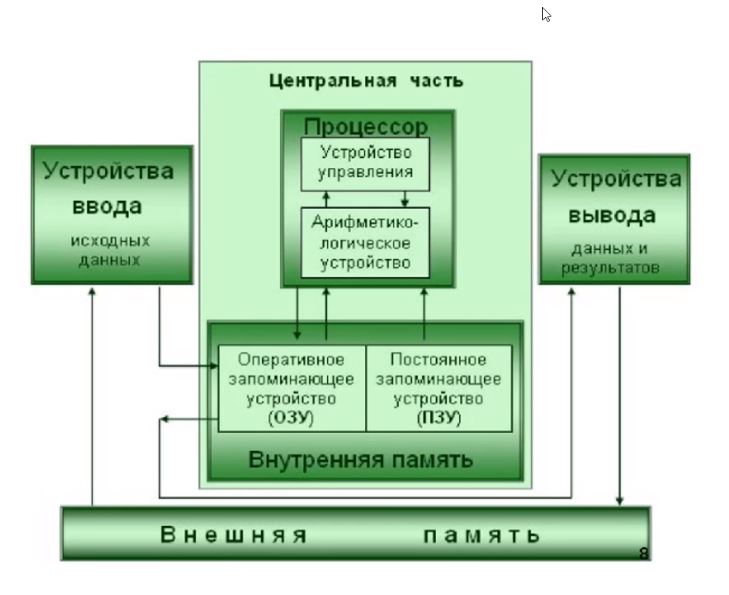 Центральная часть
Процессор
Устройство
управления
Арифметико-
логическое
устройство
Устройства
ввода
исходных
данных
Устройства
вывода
данных и
результатов
Оперативное
запоминающее
устройство
(ОЗУ)
Постоянное
запоминающее
устройство
(ПЗУ)
Внутренняя память
Внешняя память
8